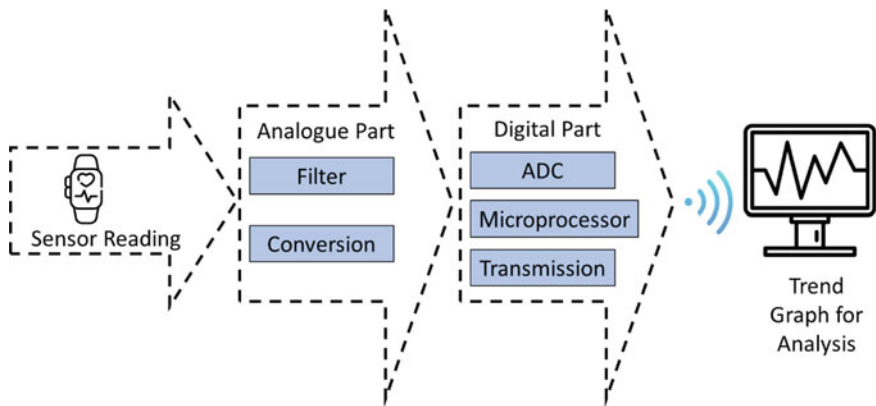 Sensor Reading
Analogue Part
Filter
Conversion
Digital Part
ADC
Microprocessor
Transmission
Trend
Graph for
Analysis